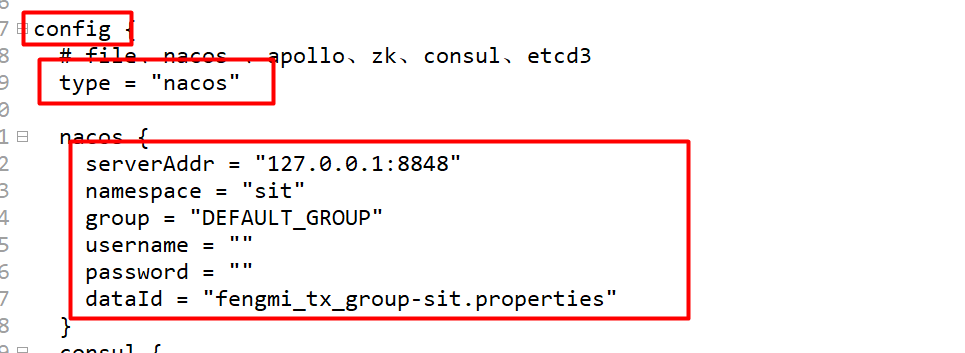 7 config {
8 # file、nacos 、apollo、zk、consul、etcd3
9 type = "nacos"
0
1 nacos {
2 serverAddr = "127.0.0.1:8848"
3 namespace = "sit"
4 group = "DEFAULT_GROUP"
5 username = ""
6 password = ""
7 dataId = "fengmi_tx_group-sit.properties"
8 }
9 consul {